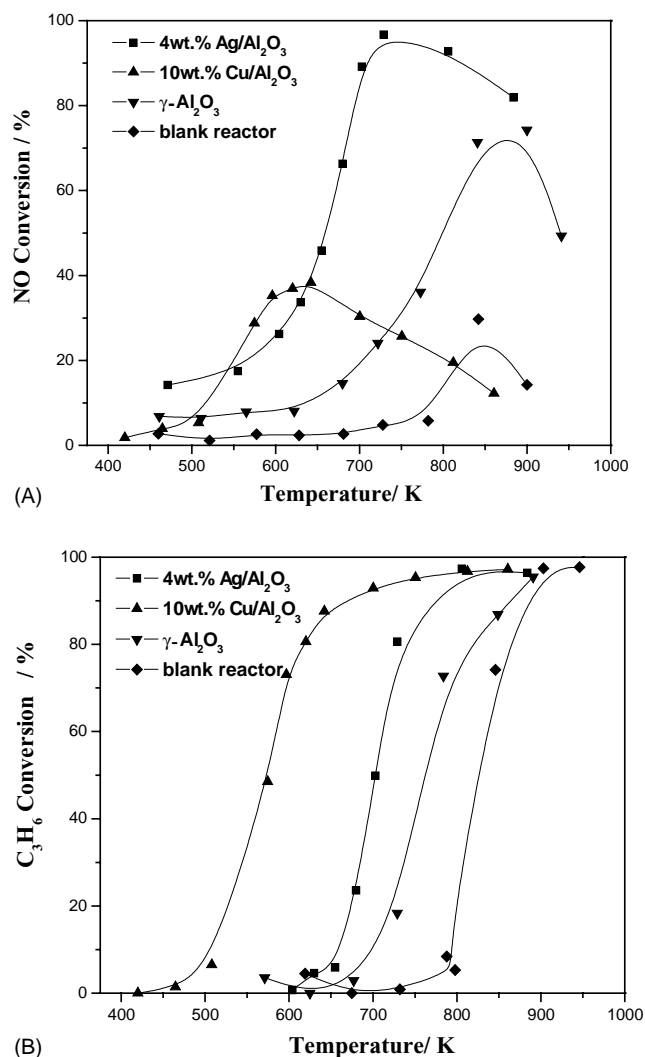 100
80
60
40
20
0
NO Conversion / %
4wt.% Ag/Al₂O₃
10wt.% Cu/Al₂O₃
γ- Al₂O₃
blank reactor
400 500 600 700 800 900 1000
Temperature/ K
(A)
100
80
60
40
20
0
C₃H₆ Conversion / %
4wt.% Ag/Al₂O₃
10wt.% Cu/Al₂O₃
γ- Al₂O₃
blank reactor
400 500 600 700 800 900 1000
Temperature/ K
(B)